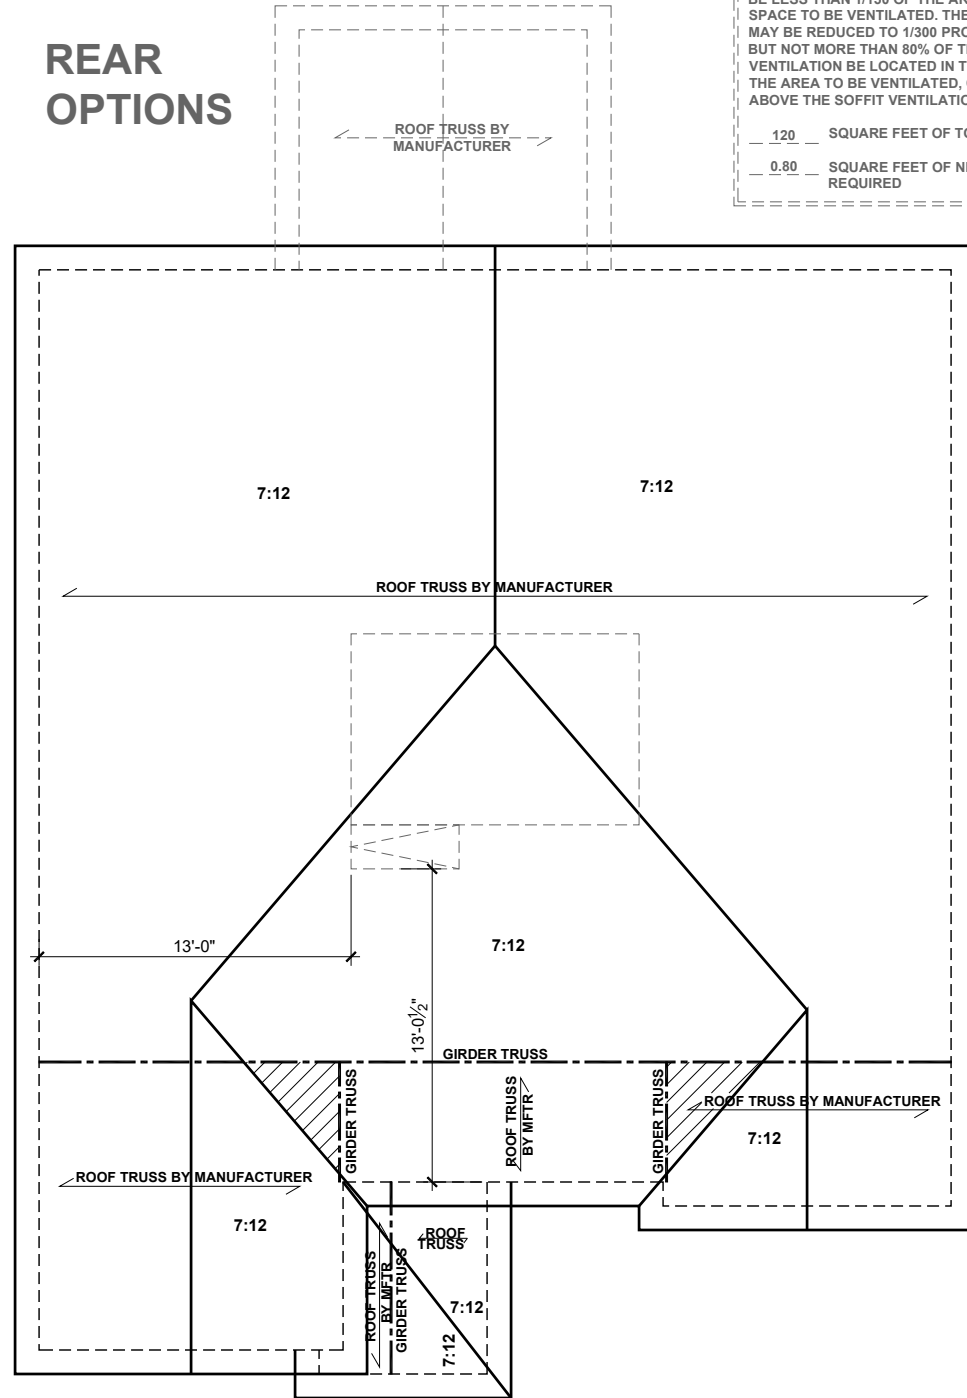 REAR
OPTIONS
SPACE TO BE VENTILATED. THE
MAY BE REDUCED TO 1/300
BUT NOT MORE THAN 80% OF
VENTILATION BE LOCATED IN
THE AREA TO BE VENTILATED,
ABOVE THE SOFFIT
120 SQUARE FEET OF
0.80 SQUARE FEET OF
REQUIRED
ROOF TRUSS BY
MANUFACTURER
7:12
7:12
ROOF TRUSS BY MANUFACTURER
13'-0"
7:12
13'-0½"
GIRDER TRUSS
GIRDER TRUSS
ROOF TRUSS
BY MFTR
GIRDER TRUSS
ROOF TRUSS BY MANUFACTURER
7:12
ROOF TRUSS BY MANUFACTURER
7:12
ROOF
TRUSS
ROOF TRUSS
BY MFTR
GIRDER TRUSS
7:12
7:12